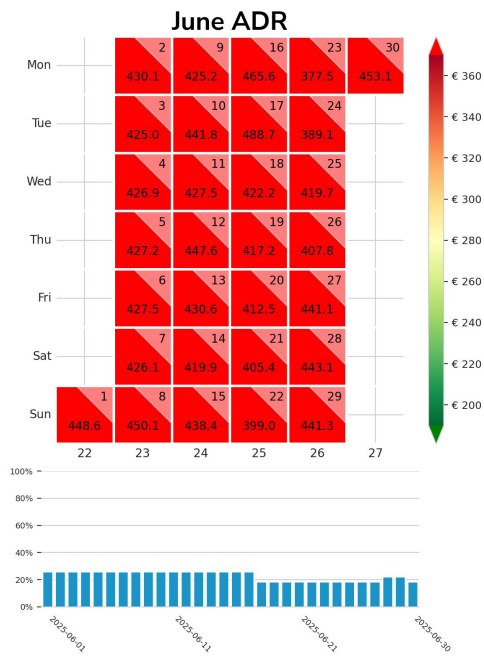 June ADR
Mon 2 9 16 23 30
430.1 425.2 465.6 377.5 453.1
Tue 3 10 17 24
425.0 441.8 488.7 389.1
Wed 4 11 18 25
426.9 427.5 422.2 419.7
Thu 5 12 19 26
427.2 447.6 417.2 407.8
Fri 6 13 20 27
427.5 430.6 412.5 441.1
Sat 7 14 21 28
426.1 419.9 405.4 443.1
Sun 1 8 15 22 29
448.6 450.1 438.4 399.0 441.3
22 23 24 25 26 27
€ 360
€ 340
€ 320
€ 300
€ 280
€ 260
€ 240
€ 220
€ 200
100%
80%
60%
40%
20%
0%
2025-06-01 2025-06-11 2025-06-21 2025-06-30